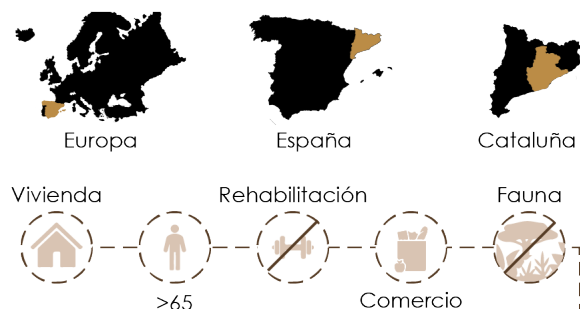 Europa
España
Cataluña
Vivienda
Rehabilitación
Fauna
>65
Comercio